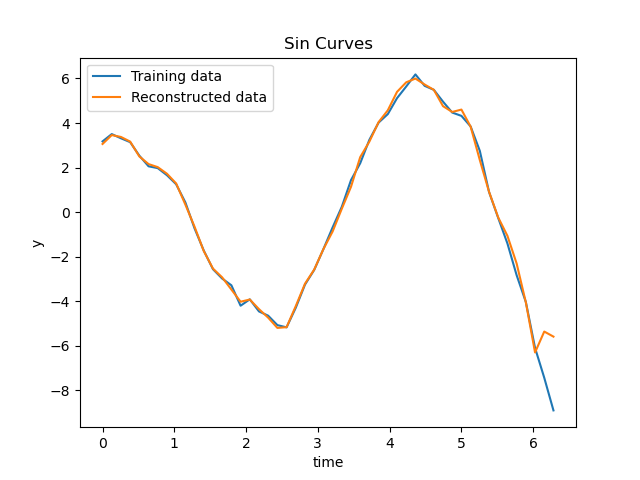 Sin Curves
Training data
Reconstructed data
6
4
2
0
−2
−4
−6
−8
y
0 1 2 3 4 5 6
time